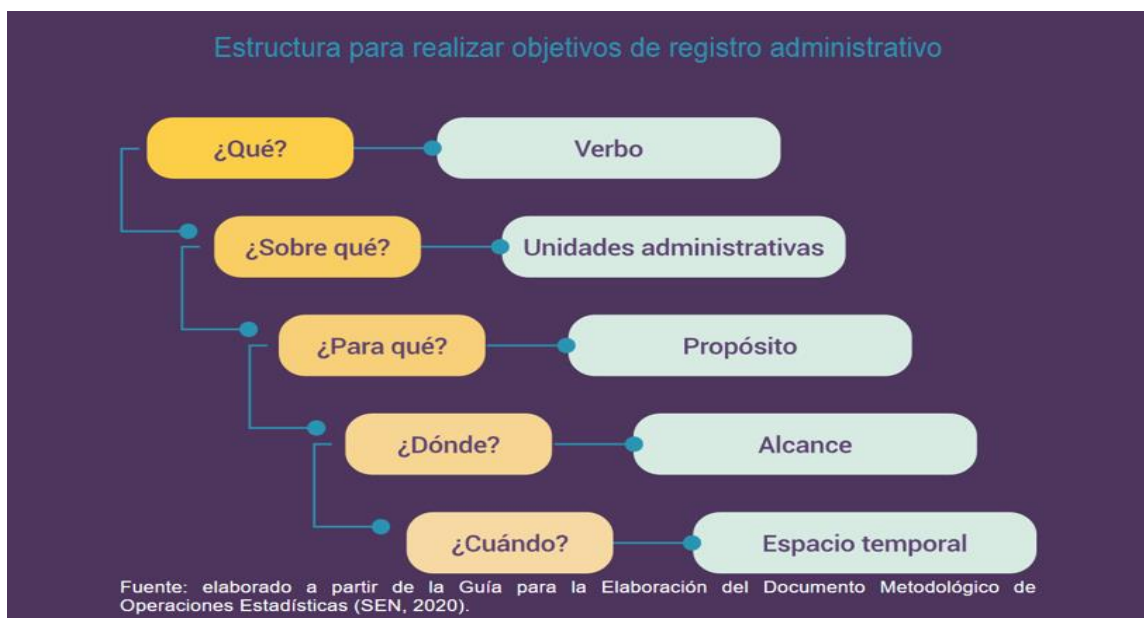 Estructura para realizar objetivos de registro administrativo
¿Qué?
Verbo
¿Sobre qué?
Unidades administrativas
¿Para qué?
Propósito
¿Dónde?
Alcance
¿Cuándo?
Espacio temporal
Fuente: elaborado a partir de la Guía para la Elaboración del Documento Metodológico de
Operaciones Estadísticas (SEN, 2020).